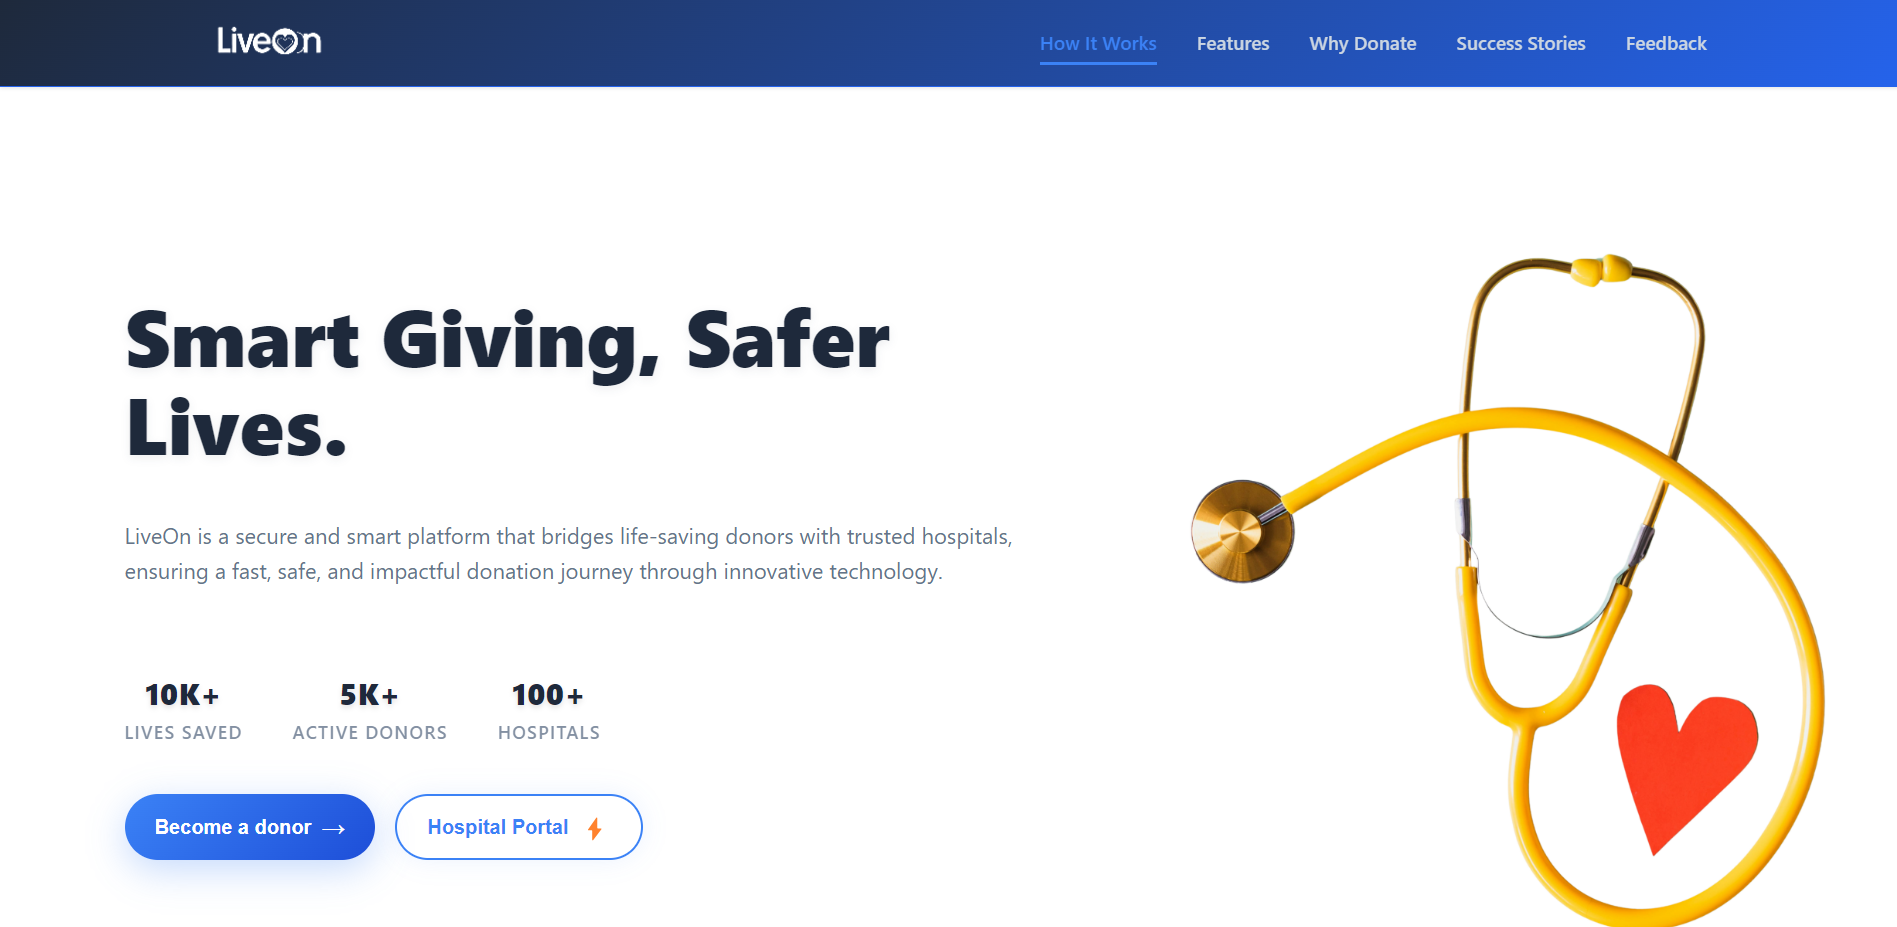 LiveOn
How It Works
Features
Why Donate
Success Stories
Feedback
Smart Giving, Safer
Lives.
LiveOn is a secure and smart platform that bridges life-saving donors with trusted hospitals,
ensuring a fast, safe, and impactful donation journey through innovative technology.
10K+
LIVES SAVED
5K+
ACTIVE DONORS
100+
HOSPITALS
Become a donor →
Hospital Portal